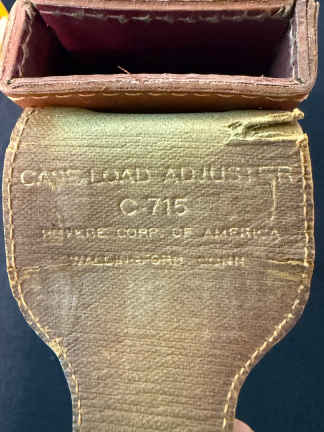 CASE, LOAD ADJUSTER
C-715
REVERE CORP. OF AMERICA
WALLINGFORD, CONN